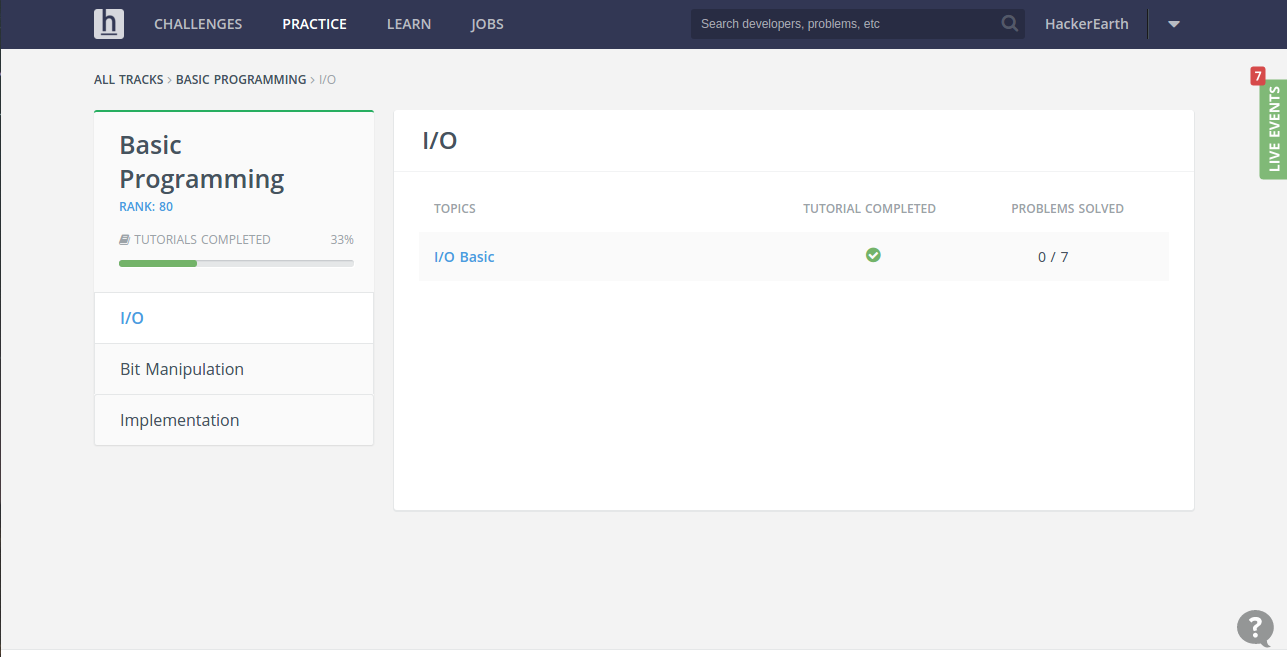 h CHALLENGES PRACTICE LEARN JOBS Search developers, problems, etc HackerEarth
ALL TRACKS › BASIC PROGRAMMING › I/O
7
LIVE EVENTS
Basic
Programming
RANK: 80
TUTORIALS COMPLETED 33%
I/O
Bit Manipulation
Implementation
I/O
TOPICS TUTORIAL COMPLETED PROBLEMS SOLVED
I/O Basic 0 / 7
?